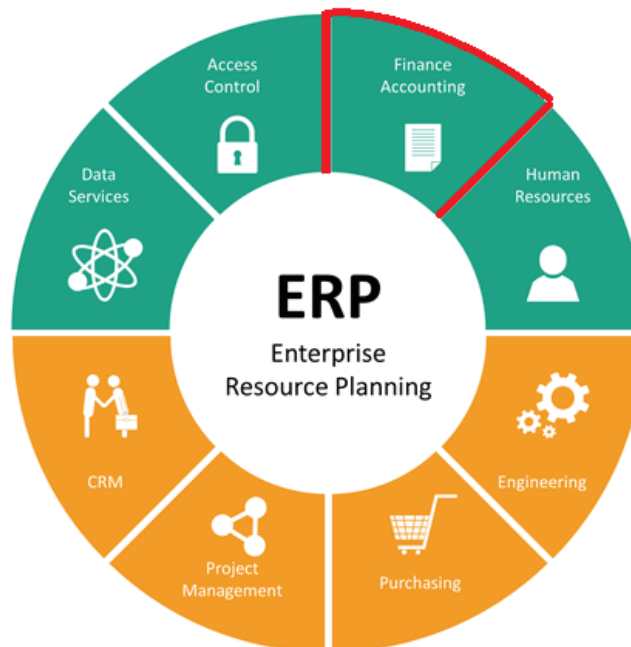 Access
Control
Finance
Accounting
Data
Services
Human
Resources
ERP
Enterprise
Resource Planning
CRM
Engineering
Project
Management
Purchasing